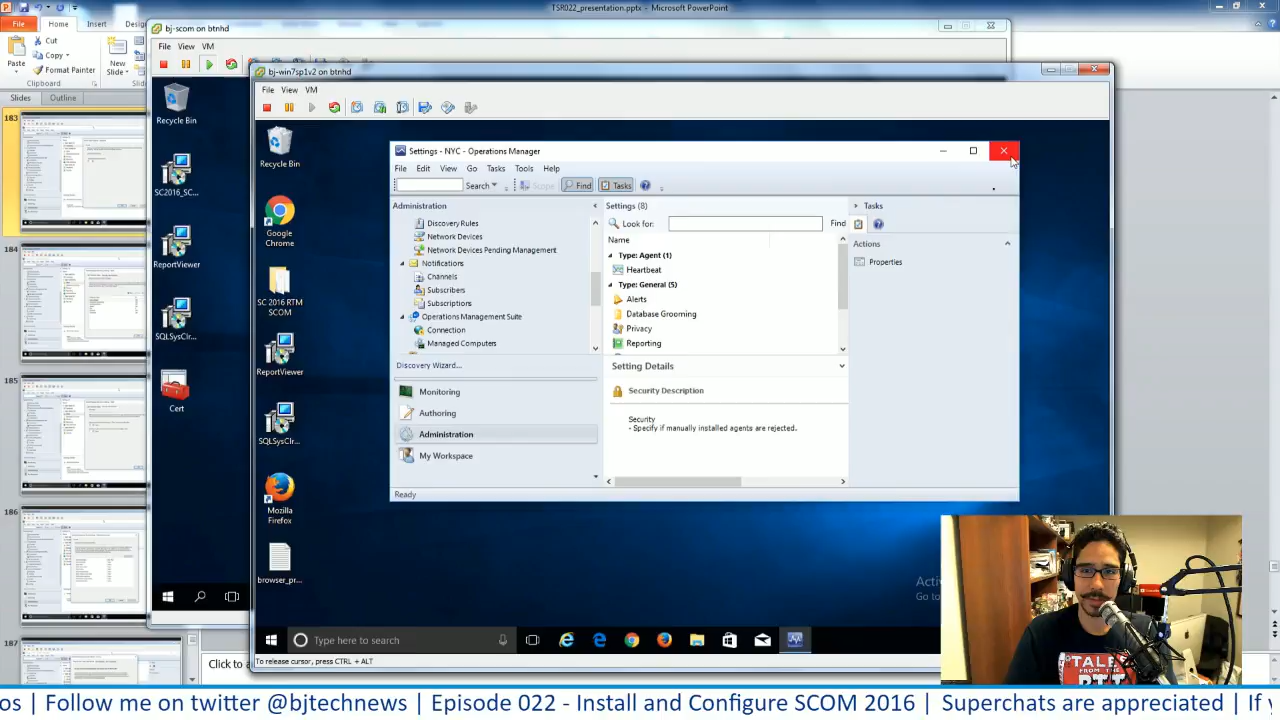 TSR022_presentation.pptx - Microsoft PowerPoint
File
Home
Insert
Design
Cut
Copy
Format Painter
Paste
New
Slide
Clipboard
Slides
Outline
183
184
185
186
187
bj-scom on btnhd
File View VM
Recycle Bin
SC2016_SC...
ReportViewer
SQLSysClr...
Cert
bj-win7sp1v2 on btnhd
File View VM
Recycle Bin
Google
Chrome
SC 2016 RTM
SCOM
ReportViewer
SQLSysClr...
Mozilla
Firefox
browser_pr...
Settings - NYC - Operations Manager
File Edit Tasks Tools Help
Search
Find
Tasks
Administration
Discovery Rules
Network Devices
Network Devices Pending Management
Notifications
Channels
Subscribers
Operations Management Suite
Managed Computers
Discovery Wizard...
Monitoring
Authoring
My Workspace
Ready
Settings (8)
Look for:
Find
Name
Type: Agent (1)
Heartbeat
Type: General (5)
Alerts
Database Grooming
Privacy
Reporting
Setting Details
Security Description
Security
- Specify if manually installed agents are rejected.
Tasks
Actions
Properties
Type here to search
To release cursor, press CTRL + ALT
TALES
FROM THE
os | Follow me on twitter @bjtechnews | Episode 022 - Install and Configure SCOM 2016 | Superchats are appreciated | If y